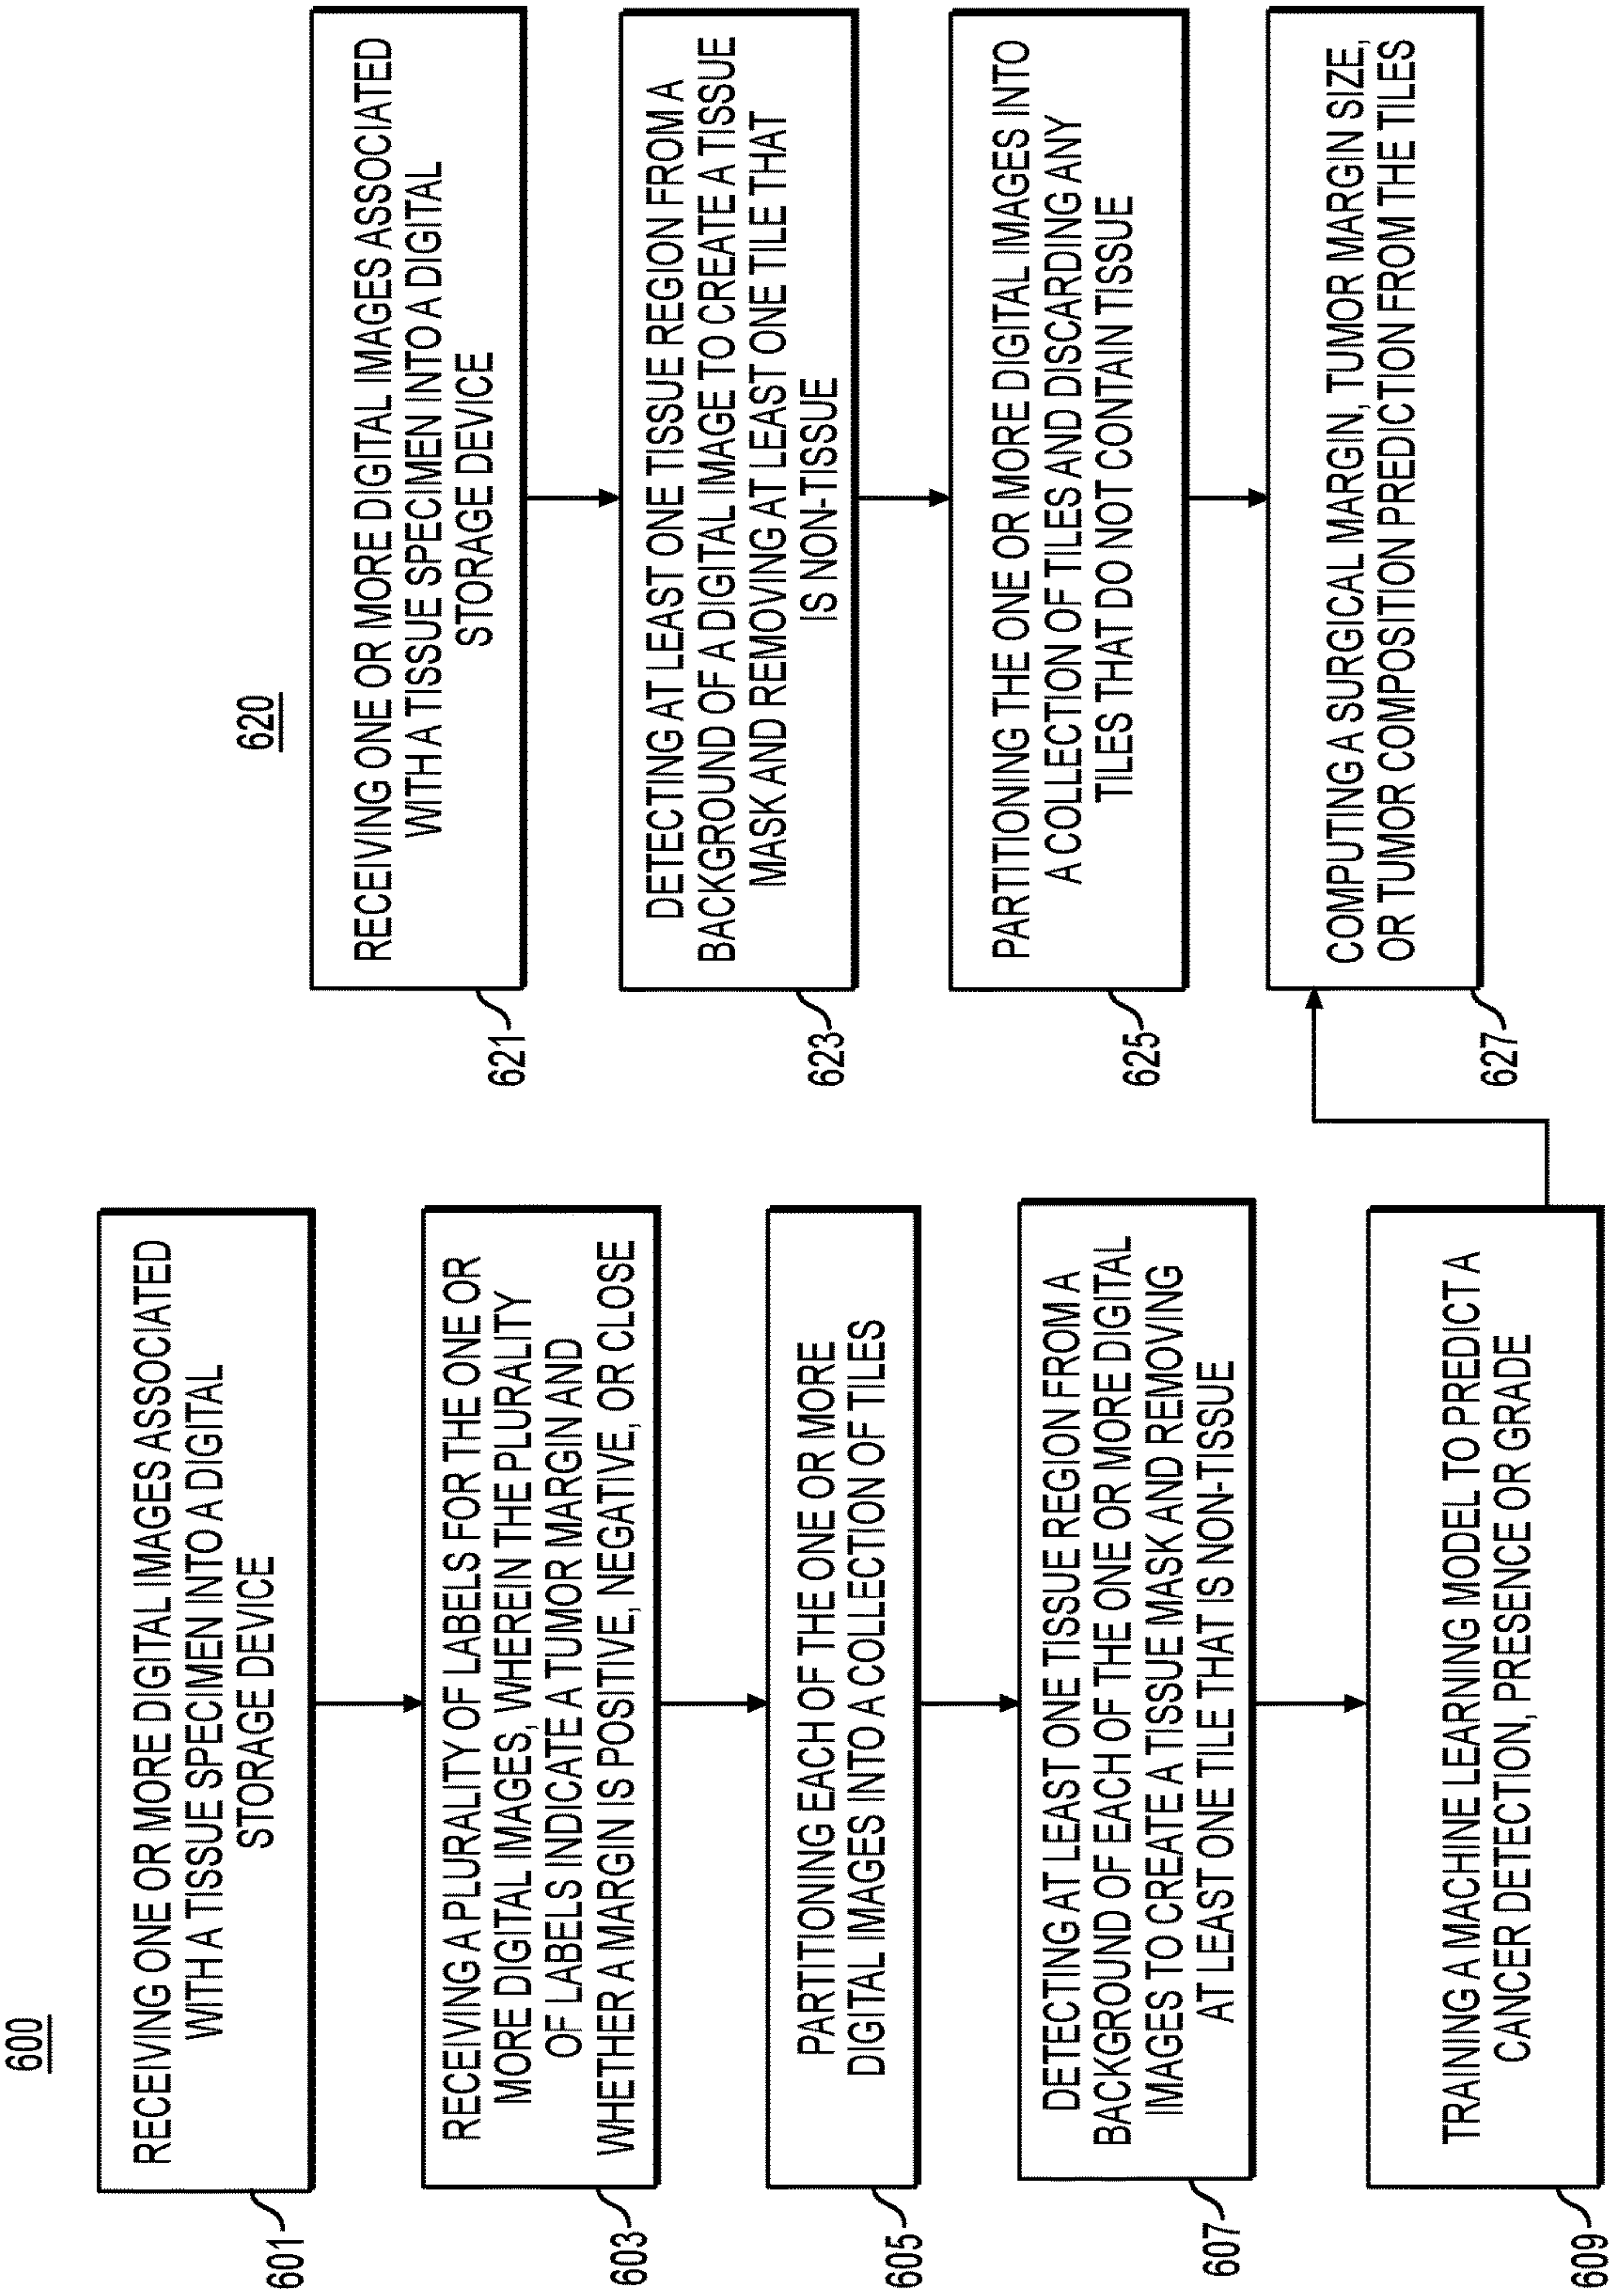 600
RECEIVING ONE OR MORE DIGITAL IMAGES ASSOCIATED
WITH A TISSUE SPECIMEN INTO A DIGITAL
STORAGE DEVICE
601
RECEIVING A PLURALITY OF LABELS FOR THE ONE OR
MORE DIGITAL IMAGES, WHEREIN THE PLURALITY
OF LABELS INDICATE A TUMOR MARGIN AND
WHETHER A MARGIN IS POSITIVE, NEGATIVE, OR CLOSE
603
PARTITIONING EACH OF THE ONE OR MORE
DIGITAL IMAGES INTO A COLLECTION OF TILES
605
DETECTING AT LEAST ONE TISSUE REGION FROM A
BACKGROUND OF EACH OF THE ONE OR MORE DIGITAL
IMAGES TO CREATE A TISSUE MASK AND REMOVING
AT LEAST ONE TILE THAT IS NON-TISSUE
607
TRAINING A MACHINE LEARNING MODEL TO PREDICT A
CANCER DETECTION, PRESENCE OR GRADE
609
620
RECEIVING ONE OR MORE DIGITAL IMAGES ASSOCIATED
WITH A TISSUE SPECIMEN INTO A DIGITAL
STORAGE DEVICE
621
DETECTING AT LEAST ONE TISSUE REGION FROM A
BACKGROUND OF A DIGITAL IMAGE TO CREATE A TISSUE
MASK AND REMOVING AT LEAST ONE TILE THAT
IS NON-TISSUE
623
PARTITIONING THE ONE OR MORE DIGITAL IMAGES INTO
A COLLECTION OF TILES AND DISCARDING ANY
TILES THAT DO NOT CONTAIN TISSUE
625
COMPUTING A SURGICAL MARGIN, TUMOR MARGIN SIZE,
OR TUMOR COMPOSITION PREDICTION FROM THE TILES
627